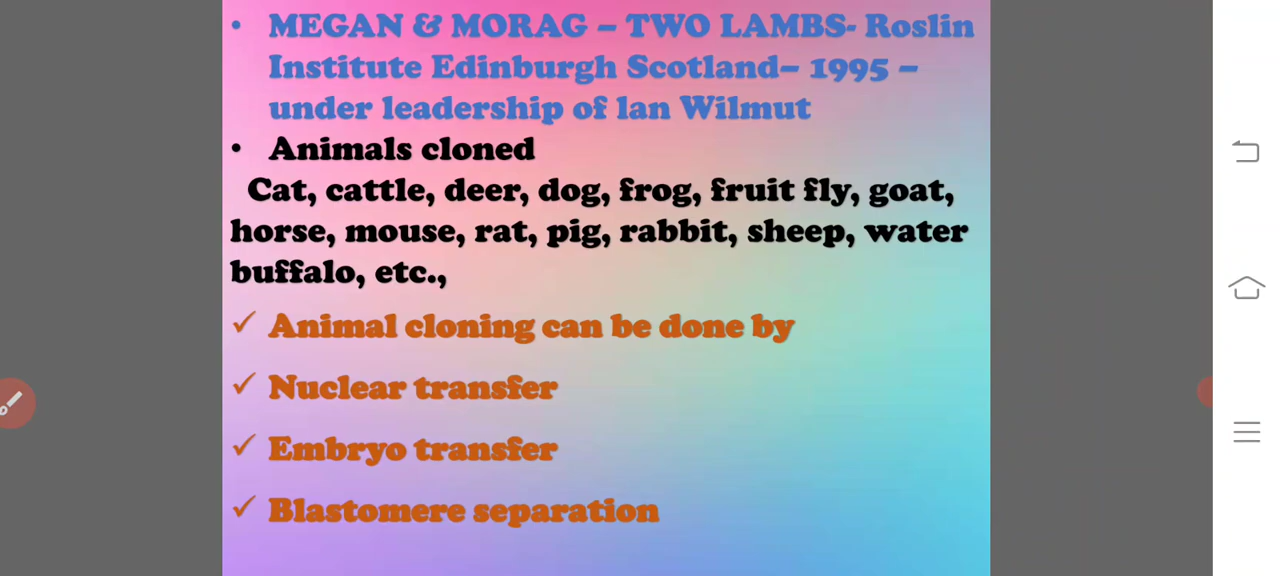 • MEGAN & MORAG – TWO LAMBS- Roslin
Institute Edinburgh Scotland– 1995 –
under leadership of Ian Wilmut
• Animals cloned
Cat, cattle, deer, dog, frog, fruit fly, goat,
horse, mouse, rat, pig, rabbit, sheep, water
buffalo, etc.,
✓ Animal cloning can be done by
✓ Nuclear transfer
✓ Embryo transfer
✓ Blastomere separation